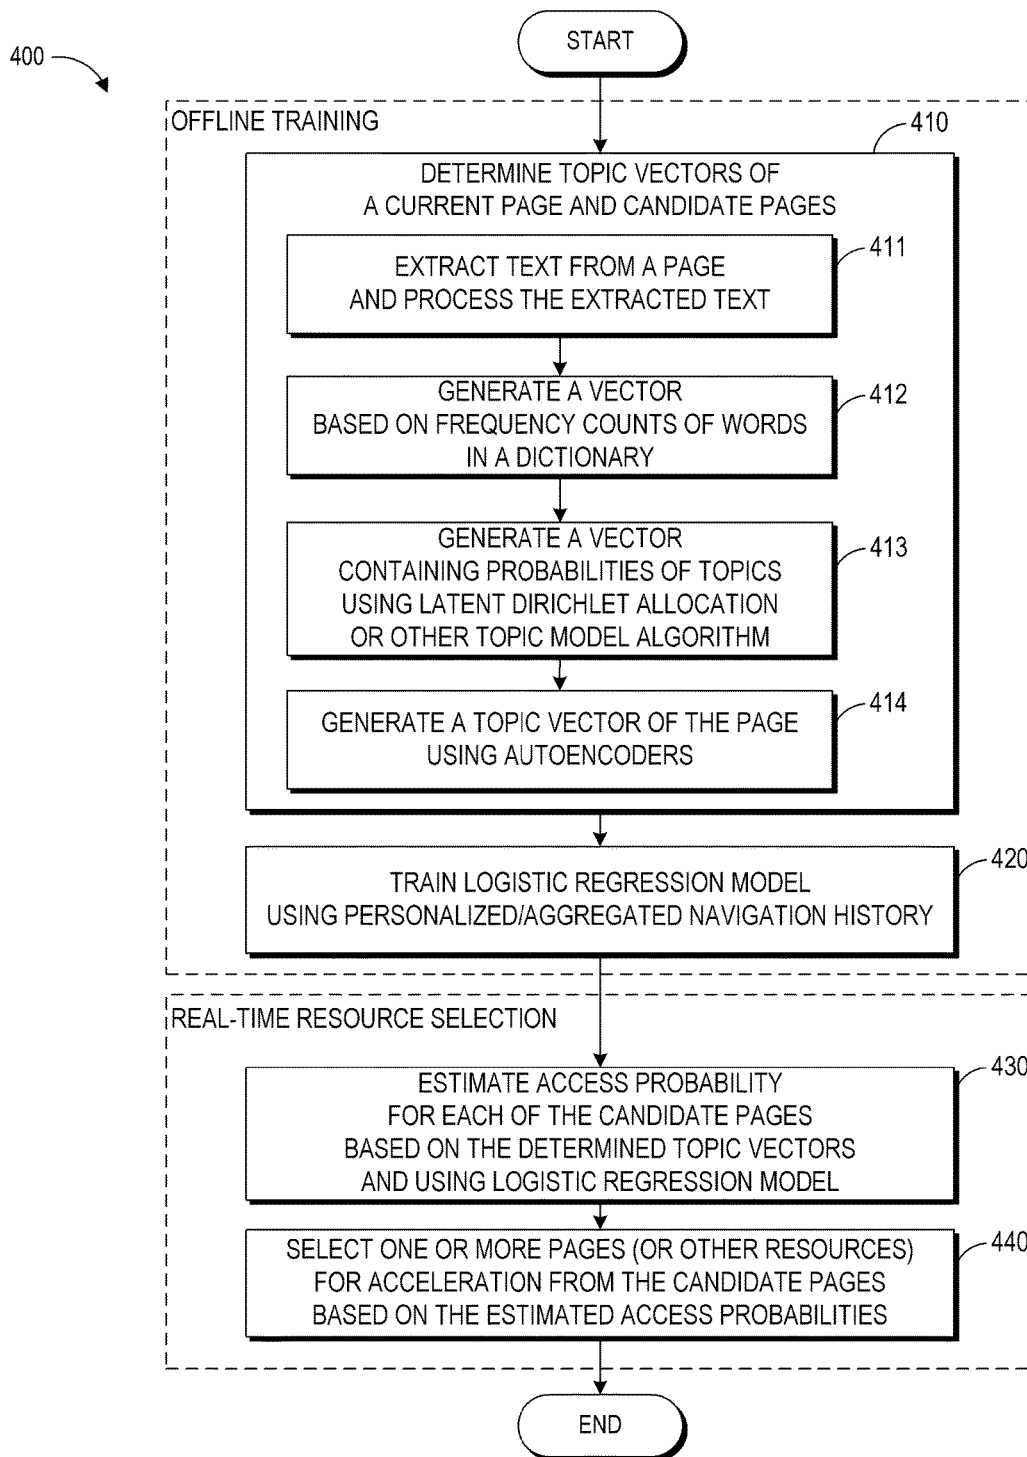 START
400
OFFLINE TRAINING
410
DETERMINE TOPIC VECTORS OF
A CURRENT PAGE AND CANDIDATE PAGES
411
EXTRACT TEXT FROM A PAGE
AND PROCESS THE EXTRACTED TEXT
412
GENERATE A VECTOR
BASED ON FREQUENCY COUNTS OF WORDS
IN A DICTIONARY
413
GENERATE A VECTOR
CONTAINING PROBABILITIES OF TOPICS
USING LATENT DIRICHLET ALLOCATION
OR OTHER TOPIC MODEL ALGORITHM
414
GENERATE A TOPIC VECTOR OF THE PAGE
USING AUTOENCODERS
420
TRAIN LOGISTIC REGRESSION MODEL
USING PERSONALIZED/AGGREGATED NAVIGATION HISTORY
REAL-TIME RESOURCE SELECTION
430
ESTIMATE ACCESS PROBABILITY
FOR EACH OF THE CANDIDATE PAGES
BASED ON THE DETERMINED TOPIC VECTORS
AND USING LOGISTIC REGRESSION MODEL
440
SELECT ONE OR MORE PAGES (OR OTHER RESOURCES)
FOR ACCELERATION FROM THE CANDIDATE PAGES
BASED ON THE ESTIMATED ACCESS PROBABILITIES
END